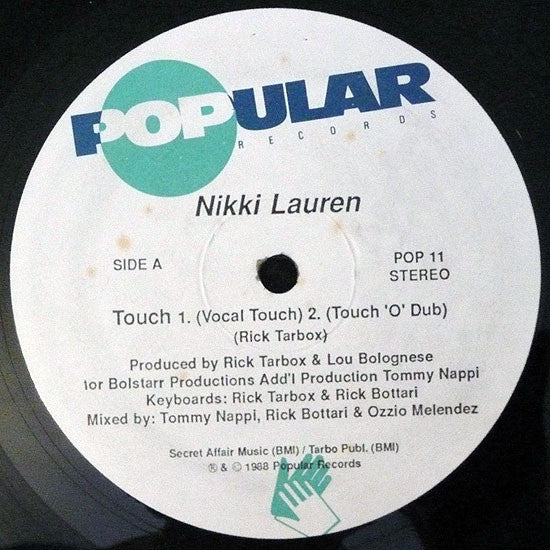 POPULAR
RECORDS
Nikki Lauren
SIDE A
POP 11
STEREO
Touch 1. (Vocal Touch) 2. (Touch 'O' Dub)
(Rick Tarbox)
Produced by Rick Tarbox & Lou Bolognese
for Bolstarr Productions Add'l Production Tommy Nappi
Keyboards: Rick Tarbox & Rick Bottari
Mixed by: Tommy Nappi, Rick Bottari & Ozzio Melendez
Secret Affair Music (BMI) / Tarbo Publ. (BMI)
℗ & © 1988 Popular Records